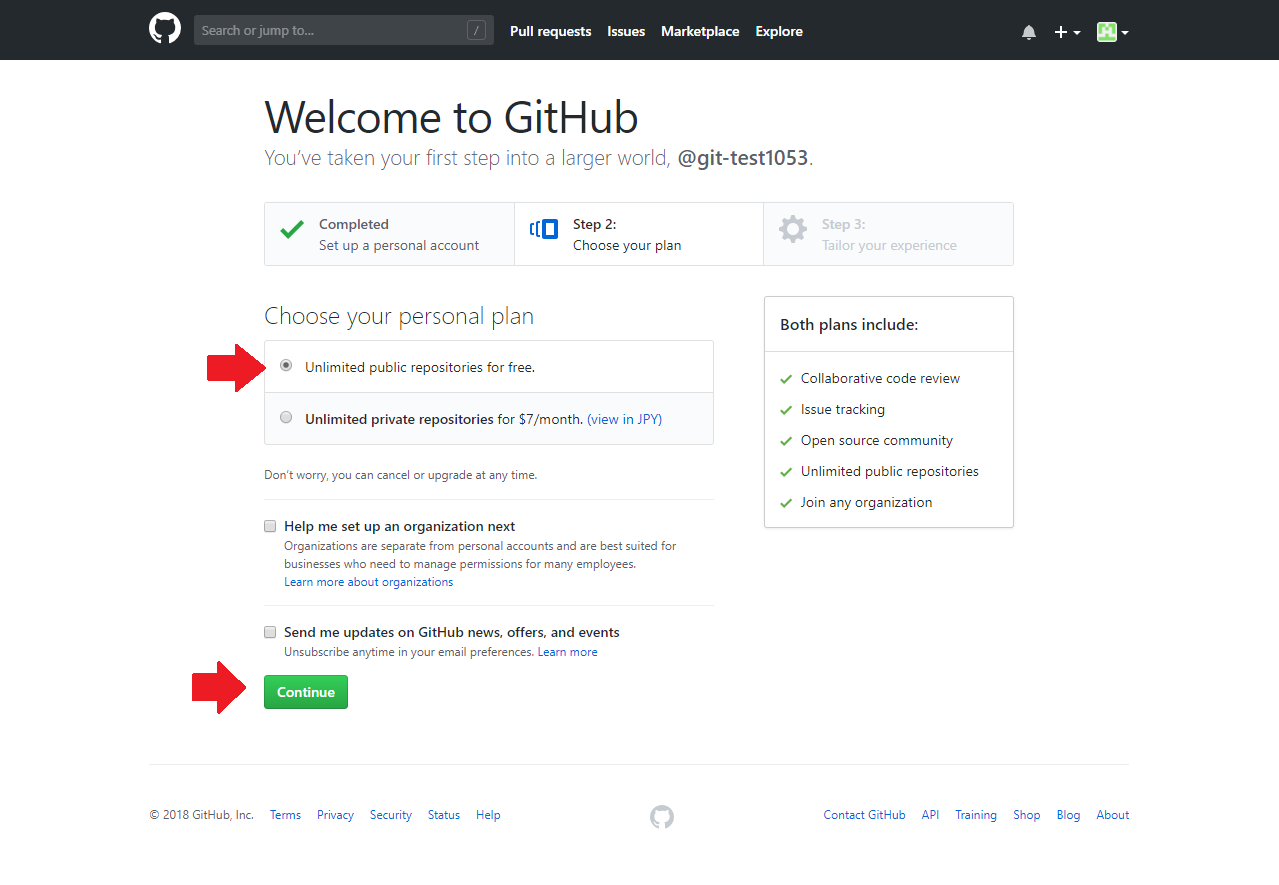 Search or jump to... /
Pull requests Issues Marketplace Explore
Welcome to GitHub
You’ve taken your first step into a larger world, @git-test1053.
Completed
Set up a personal account
Step 2:
Choose your plan
Step 3:
Tailor your experience
Choose your personal plan
Unlimited public repositories for free.
Unlimited private repositories for $7/month. (view in JPY)
Don’t worry, you can cancel or upgrade at any time.
Help me set up an organization next
Organizations are separate from personal accounts and are best suited for
businesses who need to manage permissions for many employees.
Learn more about organizations
Send me updates on GitHub news, offers, and events
Unsubscribe anytime in your email preferences. Learn more
Continue
Both plans include:
Collaborative code review
Issue tracking
Open source community
Unlimited public repositories
Join any organization
© 2018 GitHub, Inc. Terms Privacy Security Status Help
Contact GitHub API Training Shop Blog About